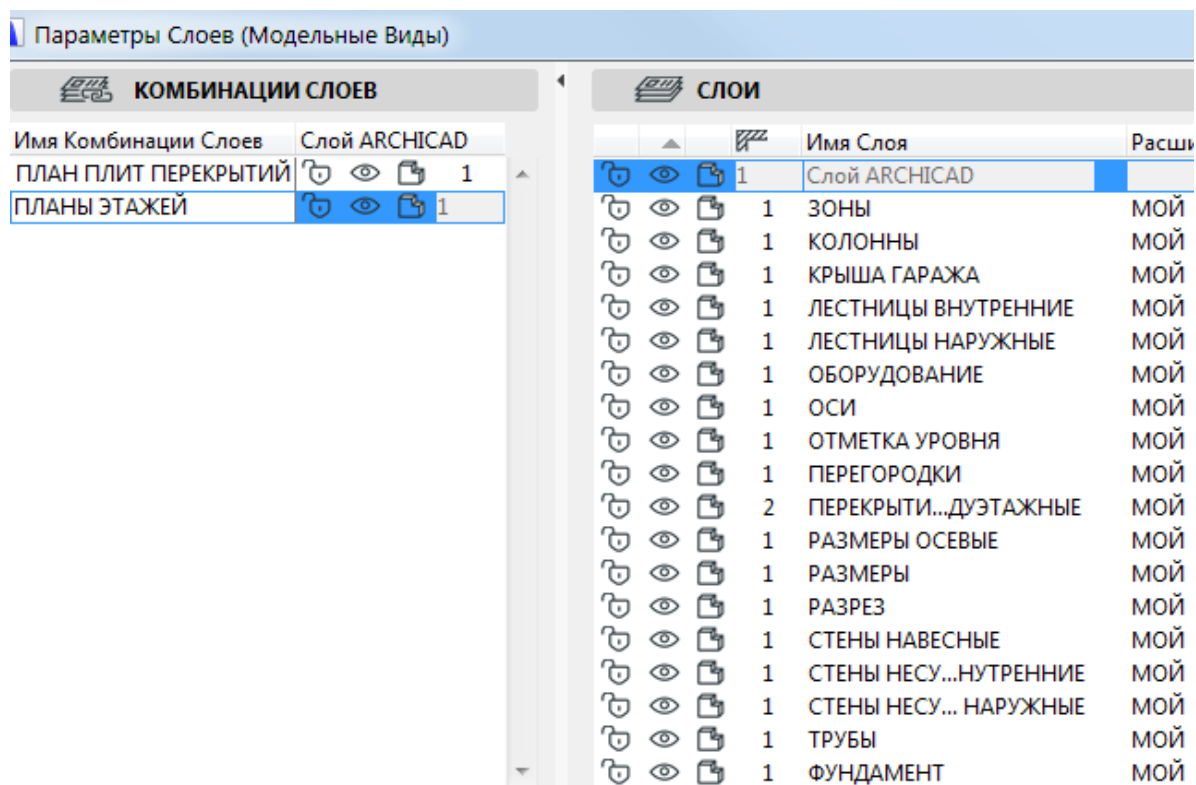 Параметры Слоев (Модельные Виды)
КОМБИНАЦИИ СЛОЕВ
Имя Комбинации Слоев Слой ARCHICAD
ПЛАН ПЛИТ ПЕРЕКРЫТИЙ 1
ПЛАНЫ ЭТАЖЕЙ 1
СЛОИ
Имя Слоя Расши
1 Слой ARCHICAD
1 ЗОНЫ МОЙ
1 КОЛОННЫ МОЙ
1 КРЫША ГАРАЖА МОЙ
1 ЛЕСТНИЦЫ ВНУТРЕННИЕ МОЙ
1 ЛЕСТНИЦЫ НАРУЖНЫЕ МОЙ
1 ОБОРУДОВАНИЕ МОЙ
1 ОСИ МОЙ
1 ОТМЕТКА УРОВНЯ МОЙ
1 ПЕРЕГОРОДКИ МОЙ
2 ПЕРЕКРЫТИ...ДУЭТАЖНЫЕ МОЙ
1 РАЗМЕРЫ ОСЕВЫЕ МОЙ
1 РАЗМЕРЫ МОЙ
1 РАЗРЕЗ МОЙ
1 СТЕНЫ НАВЕСНЫЕ МОЙ
1 СТЕНЫ НЕСУ...НУТРЕННИЕ МОЙ
1 СТЕНЫ НЕСУ... НАРУЖНЫЕ МОЙ
1 ТРУБЫ МОЙ
1 ФУНДАМЕНТ МОЙ